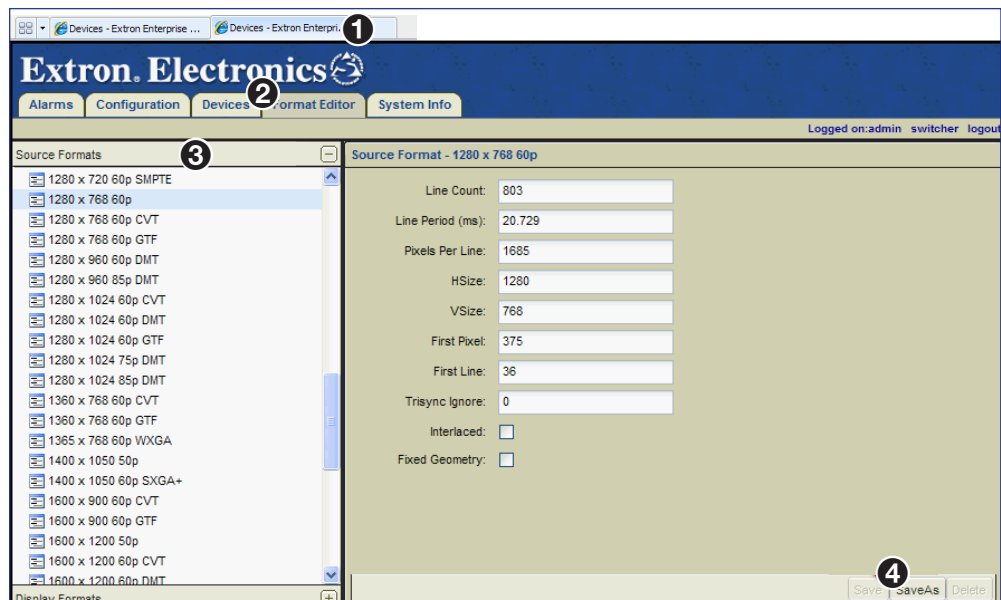 Devices - Extron Enterprise ... Devices - Extron Enterpri... 1
Extron. Electronics
2
Alarms Configuration Devices Format Editor System Info
Logged on:admin switcher logout
Source Formats 3
1280 x 720 60p SMPTE
1280 x 768 60p
1280 x 768 60p CVT
1280 x 768 60p GTF
1280 x 960 60p DMT
1280 x 960 85p DMT
1280 x 1024 60p CVT
1280 x 1024 60p DMT
1280 x 1024 60p GTF
1280 x 1024 75p DMT
1280 x 1024 85p DMT
1360 x 768 60p CVT
1360 x 768 60p GTF
1365 x 768 60p WXGA
1400 x 1050 50p
1400 x 1050 60p SXGA+
1600 x 900 60p CVT
1600 x 900 60p GTF
1600 x 1200 50p
1600 x 1200 60p CVT
1600 x 1200 60p DMT
Display Formats
Source Format - 1280 x 768 60p
Line Count: 803
Line Period (ms): 20.729
Pixels Per Line: 1685
HSize: 1280
VSize: 768
First Pixel: 375
First Line: 36
Trisync Ignore: 0
Interlaced:
Fixed Geometry:
4
Save SaveAs Delete